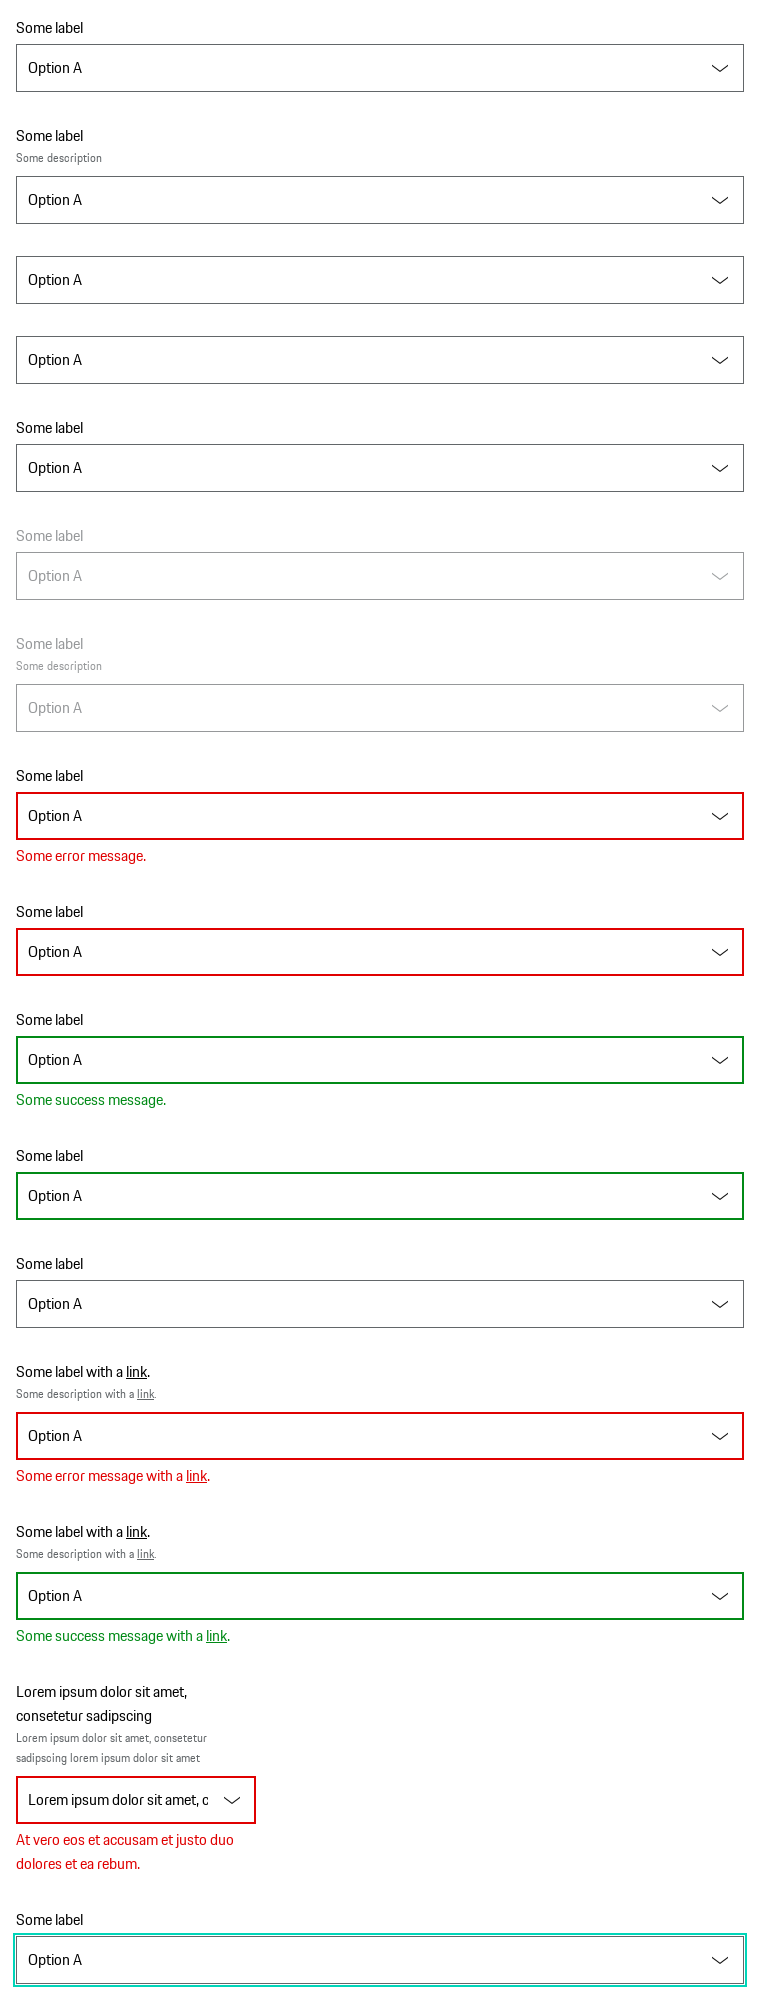 Some label
Option A
Some label
Some description
Option A
Option A
Option A
Some label
Option A
Some label
Option A
Some label
Some description
Option A
Some label
Option A
Some error message.
Some label
Option A
Some label
Option A
Some success message.
Some label
Option A
Some label
Option A
Some label with a link.
Some description with a link.
Option A
Some error message with a link.
Some label with a link.
Some description with a link.
Option A
Some success message with a link.
Lorem ipsum dolor sit amet,
consetetur sadipscing
Lorem ipsum dolor sit amet, consetetur
sadipscing lorem ipsum dolor sit amet
Lorem ipsum dolor sit amet, c
At vero eos et accusam et justo duo
dolores et ea rebum.
Some label
Option A